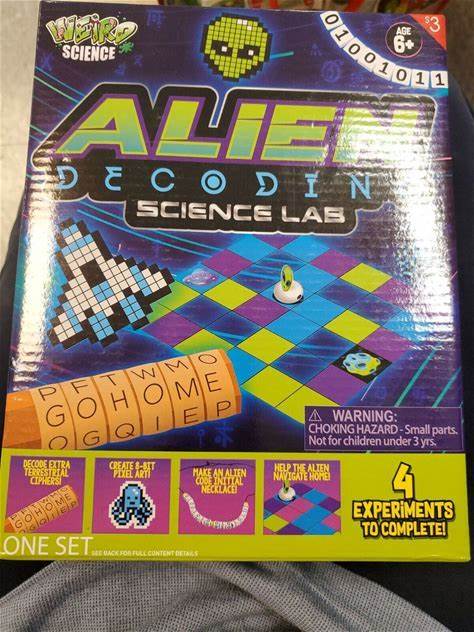 WEIRD
SCIENCE
01001011
AGE
6+
$3
ALIEN
DECODIN
SCIENCE LAB
PFTWMO
GOHOME
OGQIEP
WARNING:
CHOKING HAZARD - Small parts.
Not for children under 3 yrs.
DECODE EXTRA
TERRESTRIAL
CIPHERS!
GOHOME
CREATE 8-BIT
PIXEL ART!
MAKE AN ALIEN
CODE INITIAL
NECKLACE!
HELP THE ALIEN
NAVIGATE HOME!
4
EXPERIMENTS
TO COMPLETE!
ONE SET SEE BACK FOR FULL CONTENT DETAILS